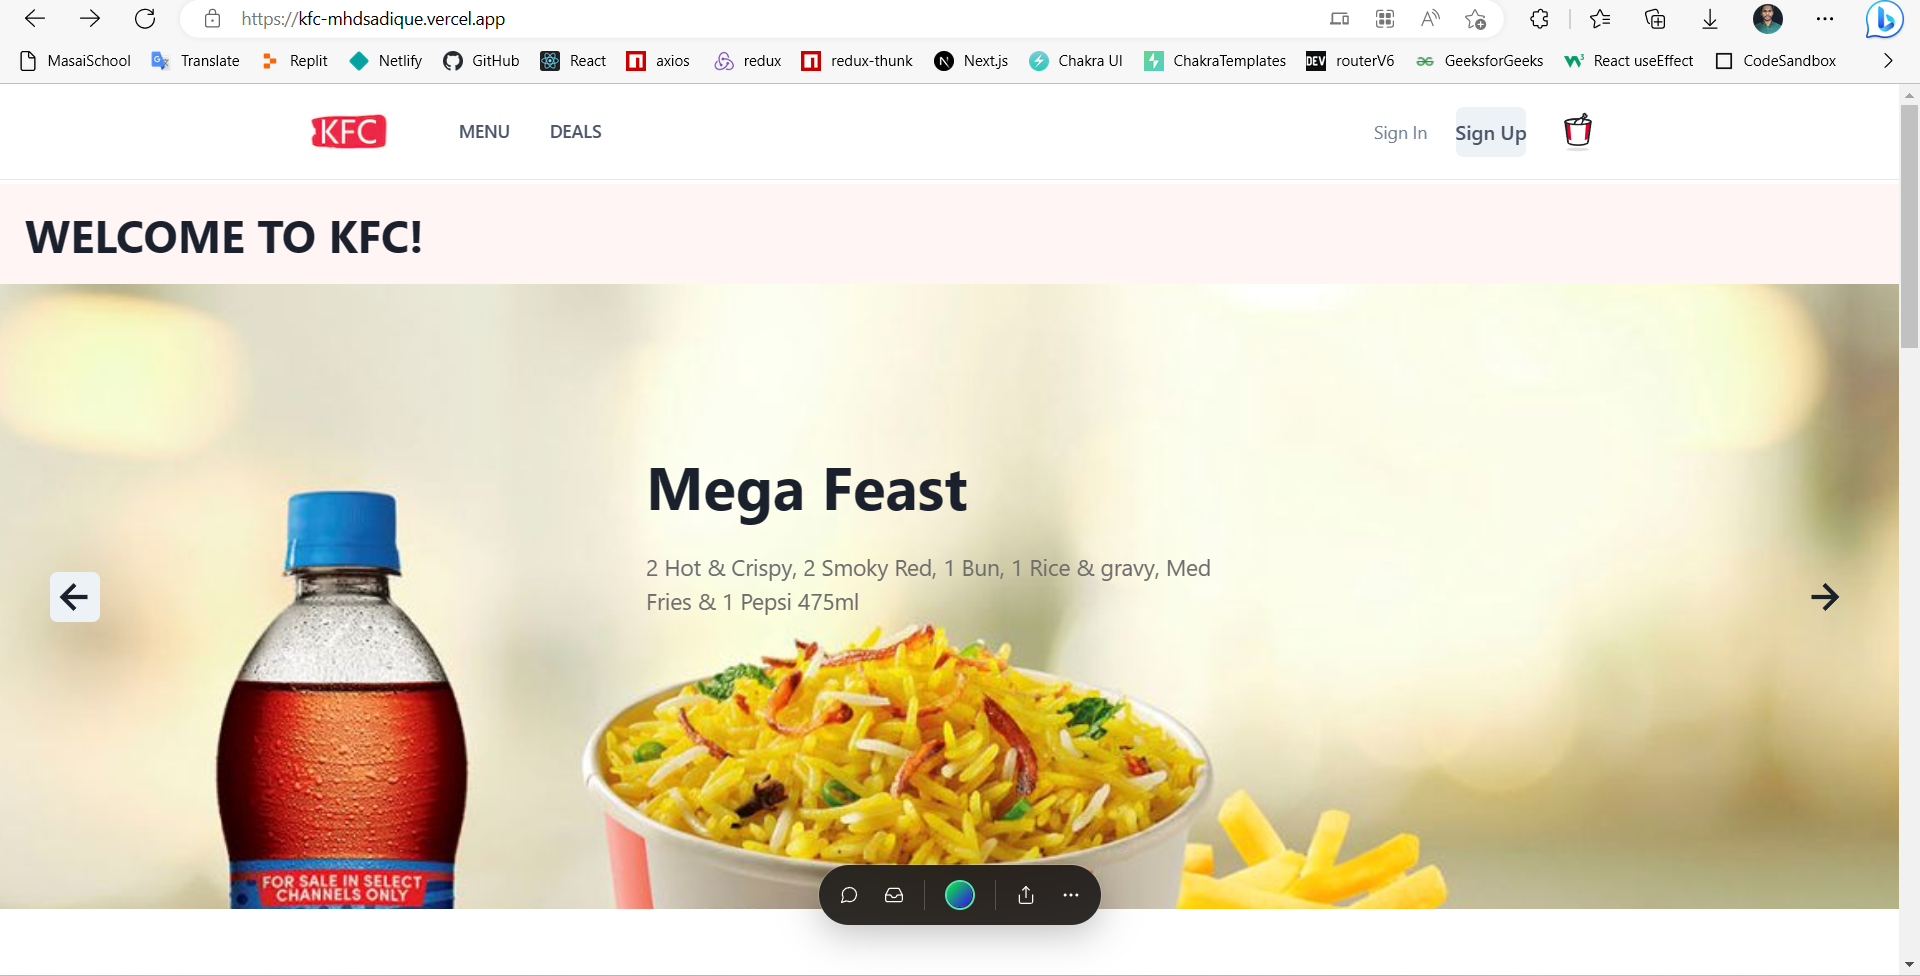 https://kfc-mhdsadique.vercel.app
MasaiSchool Translate Replit Netlify GitHub React axios redux redux-thunk Next.js Chakra UI ChakraTemplates DEV routerV6 GeeksforGeeks React useEffect CodeSandbox
KFC MENU DEALS Sign In Sign Up
WELCOME TO KFC!
Mega Feast
2 Hot & Crispy, 2 Smoky Red, 1 Bun, 1 Rice & gravy, Med
Fries & 1 Pepsi 475ml
FOR SALE IN SELECT
CHANNELS ONLY